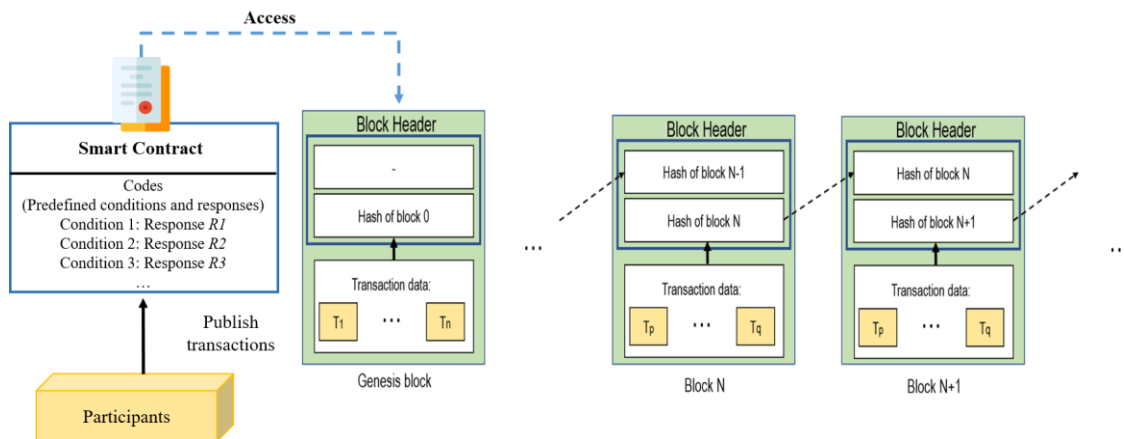 Access
Smart Contract
Codes
(Predefined conditions and responses)
Condition 1: Response R1
Condition 2: Response R2
Condition 3: Response R3
...
Publish
transactions
Participants
Block Header
-
Hash of block 0
Transaction data:
T1 ... Tn
Genesis block
...
Block Header
Hash of block N-1
Hash of block N
Transaction data:
Tp ... Tq
Block N
Block Header
Hash of block N
Hash of block N+1
Transaction data:
Tp ... Tq
Block N+1
..